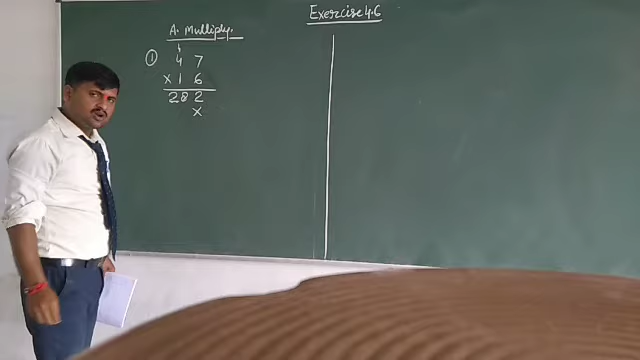 Exercise 4.6
A. Multiply.
① 4 7
× 1 6
2 8 2
×